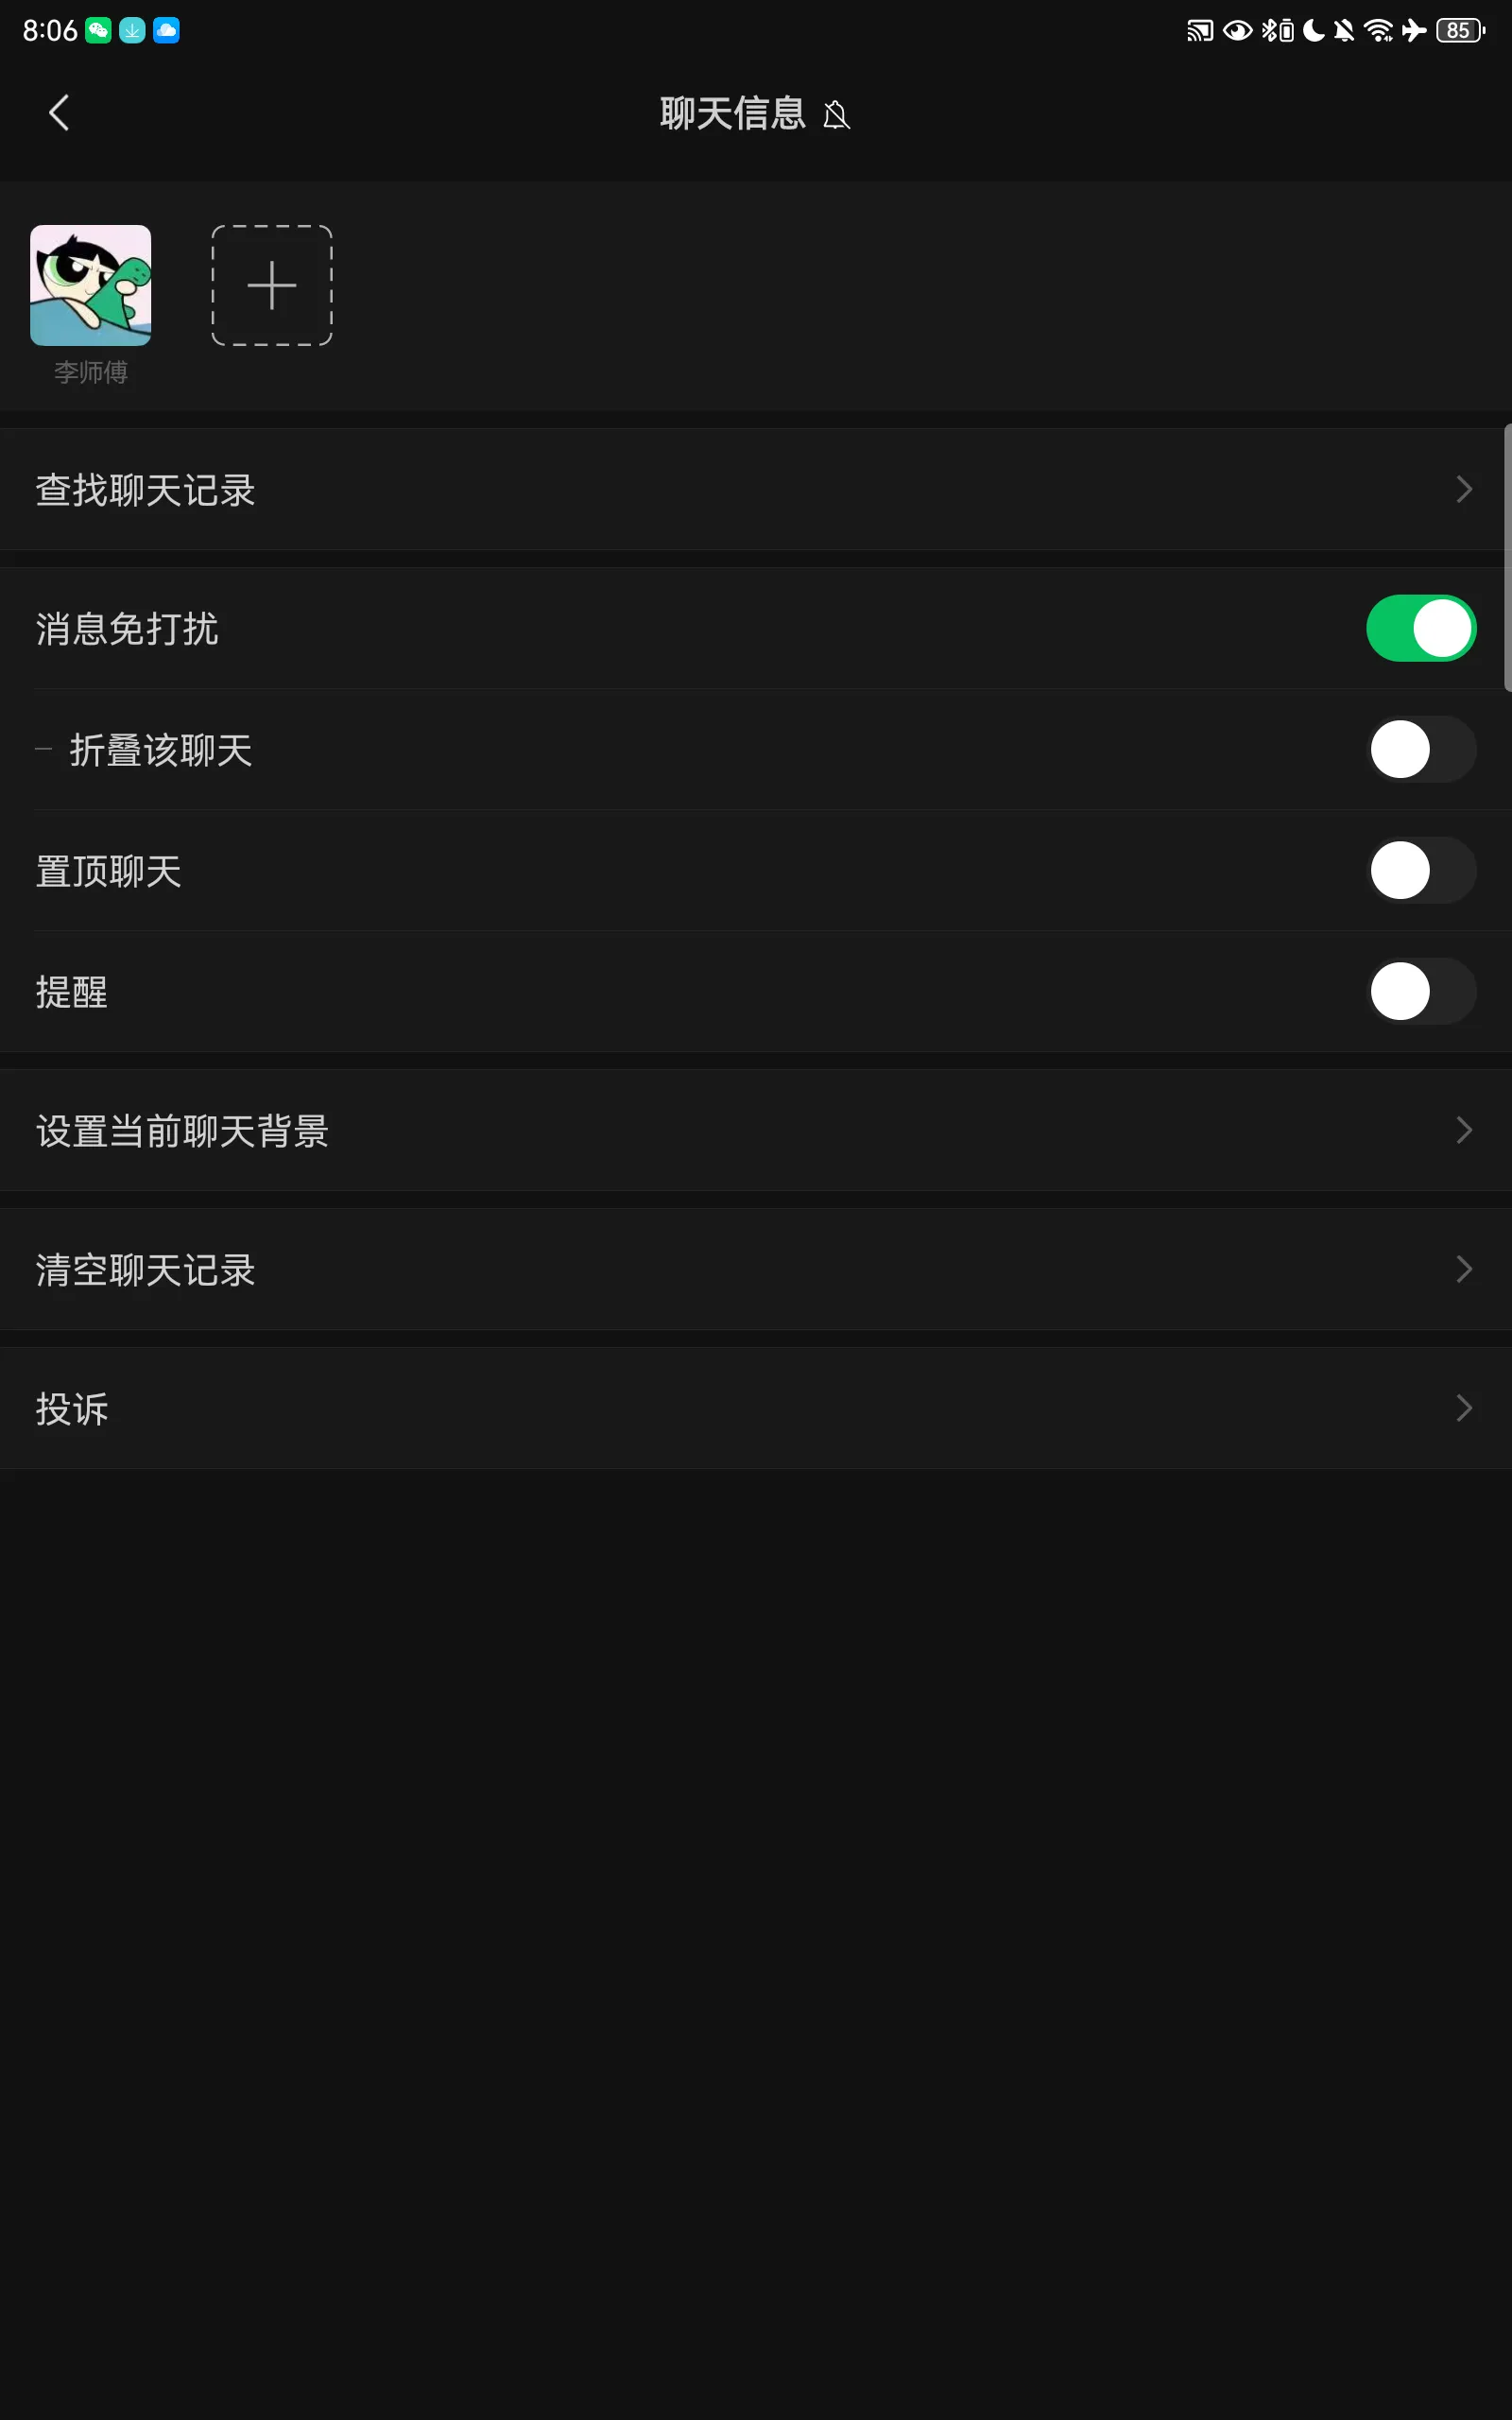 8:06
85
聊天信息
李师傅
查找聊天记录
消息免打扰
折叠该聊天
置顶聊天
提醒
设置当前聊天背景
清空聊天记录
投诉